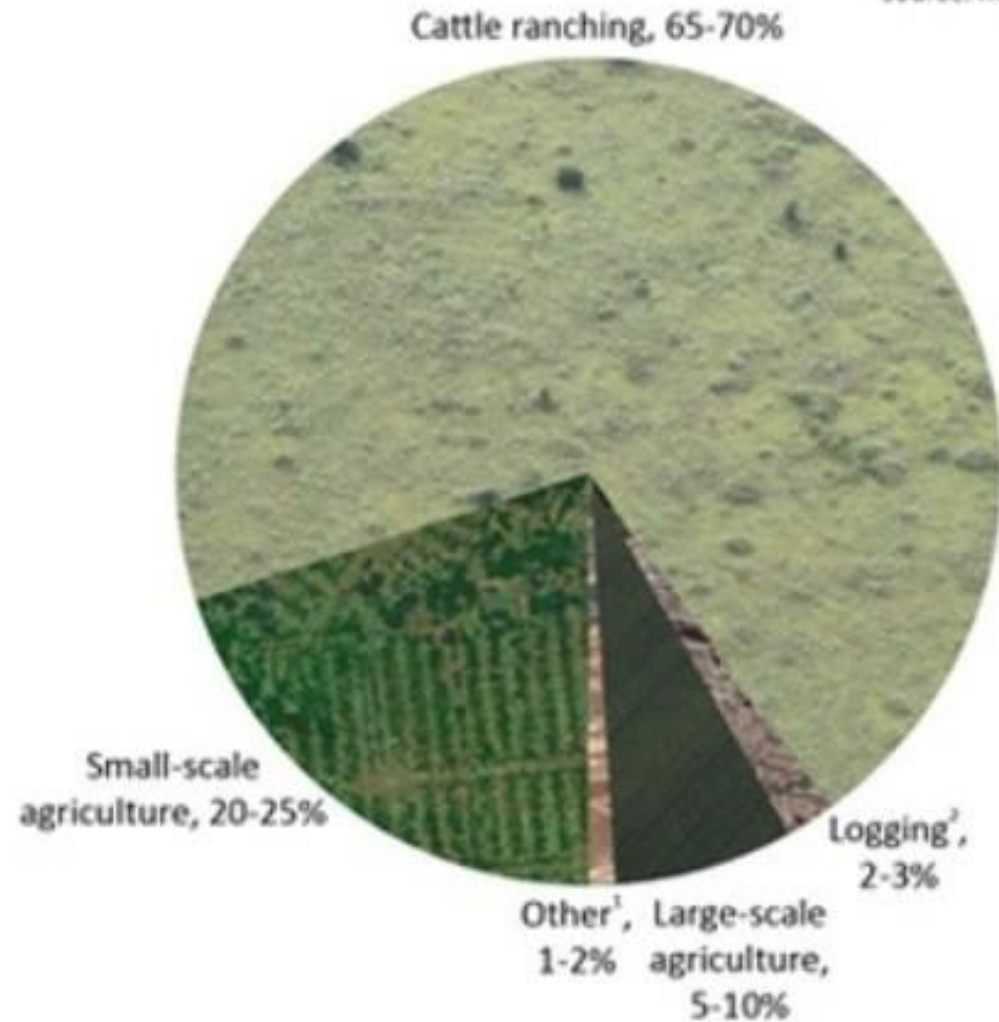 Cattle ranching, 65-70%
Small-scale
agriculture, 20-25%
Logging²,
2-3%
Other¹,
1-2%
Large-scale
agriculture,
5-10%